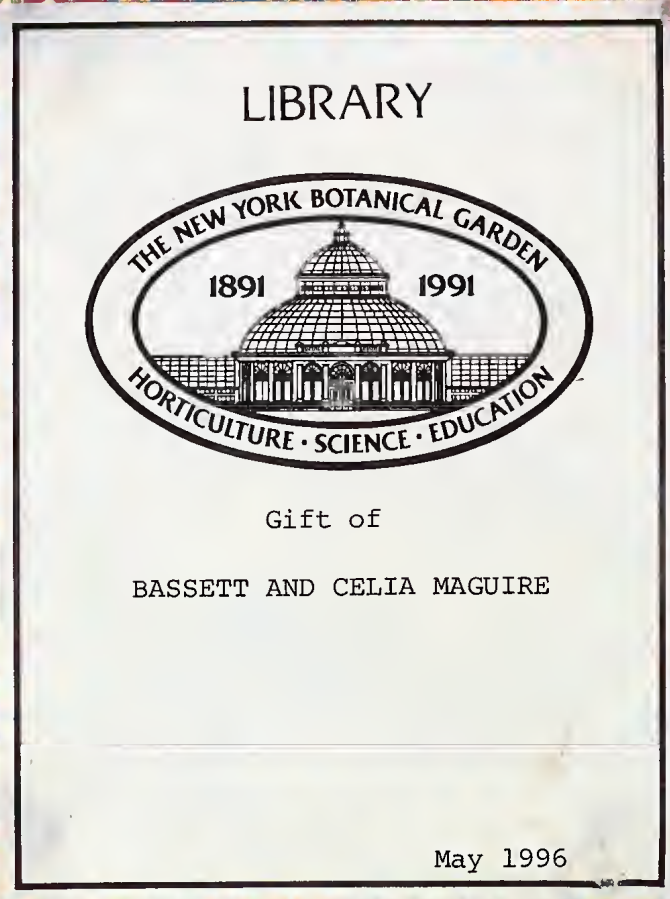 LIBRARY
THE NEW YORK BOTANICAL GARDEN
1891 1991
HORTICULTURE · SCIENCE · EDUCATION
Gift of
BASSETT AND CELIA MAGUIRE
May 1996